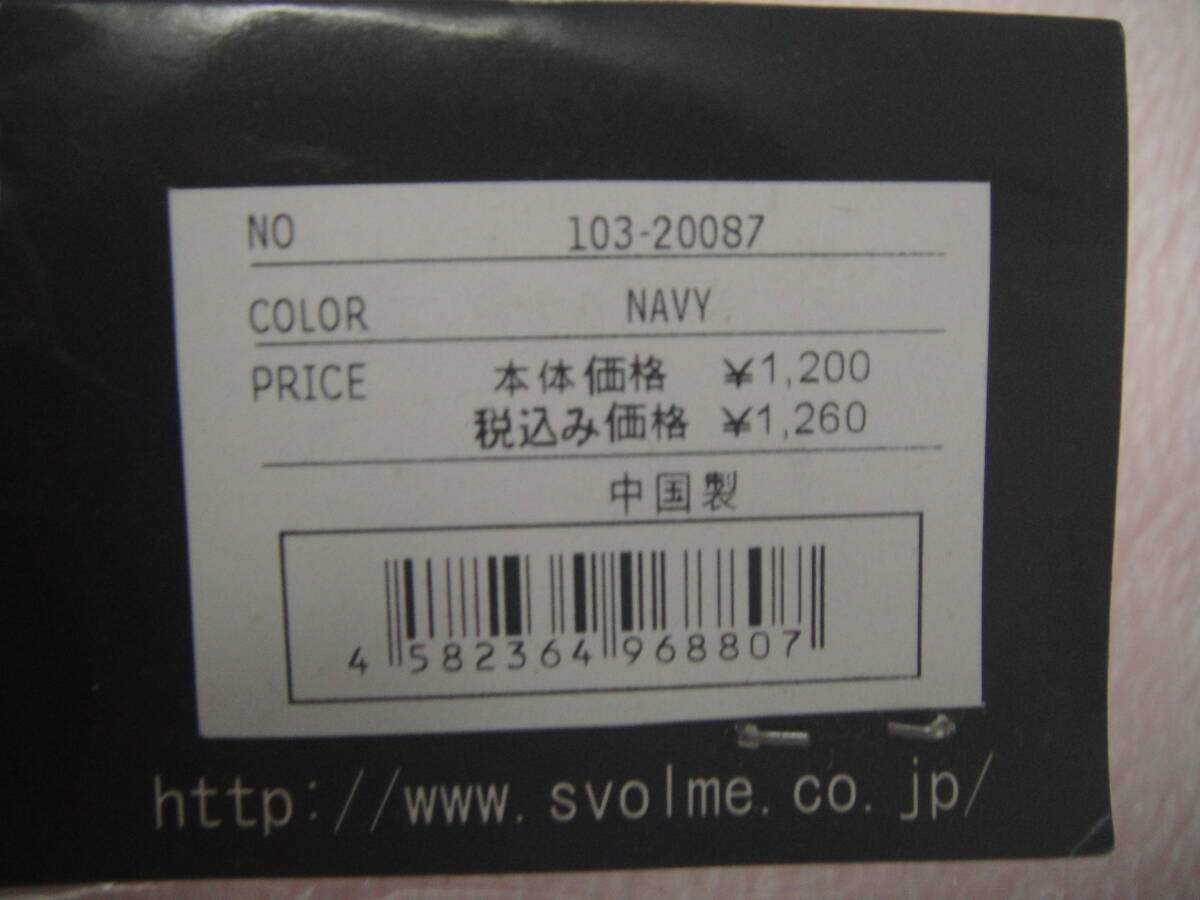 NO 103-20087
COLOR NAVY
PRICE 本体価格 ¥1,200
税込み価格 ¥1,260
中国製
4 582364 968807
http://www.svolme.co.jp/